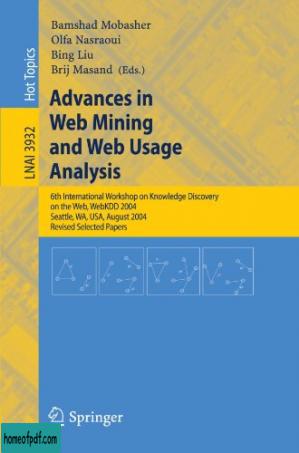 Bamshad Mobasher
Olfa Nasraoui
Bing Liu
Brij Masand (Eds.)
Hot Topics
LNAI 3932
Advances in
Web Mining
and Web Usage
Analysis
6th International Workshop on Knowledge Discovery
on the Web, WebKDD 2004
Seattle, WA, USA, August 2004
Revised Selected Papers
Springer
homeofpdf.com